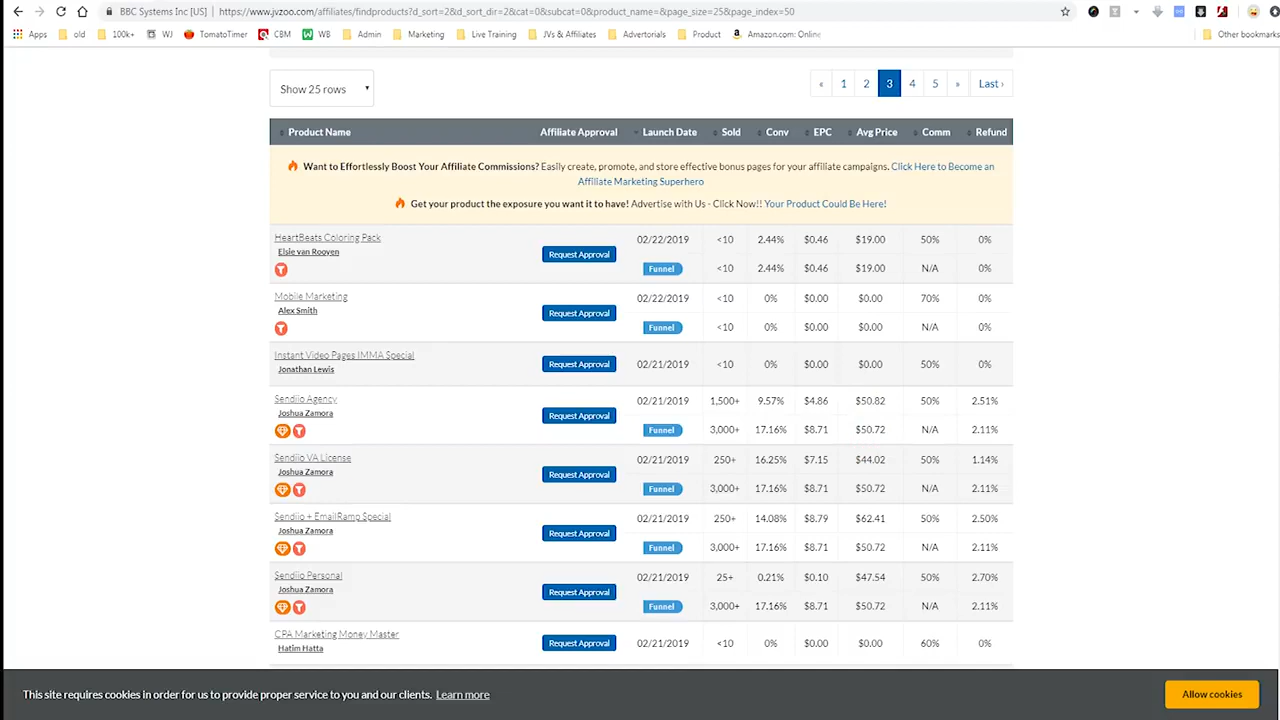 BBC Systems Inc [US] https://www.jvzoo.com/affiliates/findproducts?d_sort=2&d_sort_dir=2&cat=0&subcat=0&product_name=&page_size=25&page_index=50
Apps old 100k+ WJ TomatoTimer CBM WB Admin Marketing Live Training JVs & Affiliates Advertorials Product Amazon.com: Onlin Other bookmarks
Show 25 rows « 1 2 3 4 5 » Last ›
Product Name Affiliate Approval Launch Date Sold Conv EPC Avg Price Comm Refund
Want to Effortlessly Boost Your Affiliate Commissions? Easily create, promote, and store effective bonus pages for your affiliate campaigns. Click Here to Become an
Affiliate Marketing Superhero
Get your product the exposure you want it to have! Advertise with Us - Click Now!! Your Product Could Be Here!
HeartBeats Coloring Pack 02/22/2019 <10 2.44% $0.46 $19.00 50% 0%
Elsie van Rooyen Request Approval
Funnel <10 2.44% $0.46 $19.00 N/A 0%
Mobile Marketing 02/22/2019 <10 0% $0.00 $0.00 70% 0%
Alex Smith Request Approval
Funnel <10 0% $0.00 $0.00 N/A 0%
Instant Video Pages IMMA Special
Request Approval 02/21/2019 <10 0% $0.00 $0.00 50% 0%
Jonathan Lewis
Sendiio Agency 02/21/2019 1,500+ 9.57% $4.86 $50.82 50% 2.51%
Joshua Zamora Request Approval
Funnel 3,000+ 17.16% $8.71 $50.72 N/A 2.11%
Sendiio VA License 02/21/2019 250+ 16.25% $7.15 $44.02 50% 1.14%
Joshua Zamora Request Approval
Funnel 3,000+ 17.16% $8.71 $50.72 N/A 2.11%
Sendiio + EmailRamp Special 02/21/2019 250+ 14.08% $8.79 $62.41 50% 2.50%
Joshua Zamora Request Approval
Funnel 3,000+ 17.16% $8.71 $50.72 N/A 2.11%
Sendiio Personal 02/21/2019 25+ 0.21% $0.10 $47.54 50% 2.70%
Joshua Zamora Request Approval
Funnel 3,000+ 17.16% $8.71 $50.72 N/A 2.11%
CPA Marketing Money Master
Request Approval 02/21/2019 <10 0% $0.00 $0.00 60% 0%
Hatim Hatta
This site requires cookies in order for us to provide proper service to you and our clients. Learn more Allow cookies